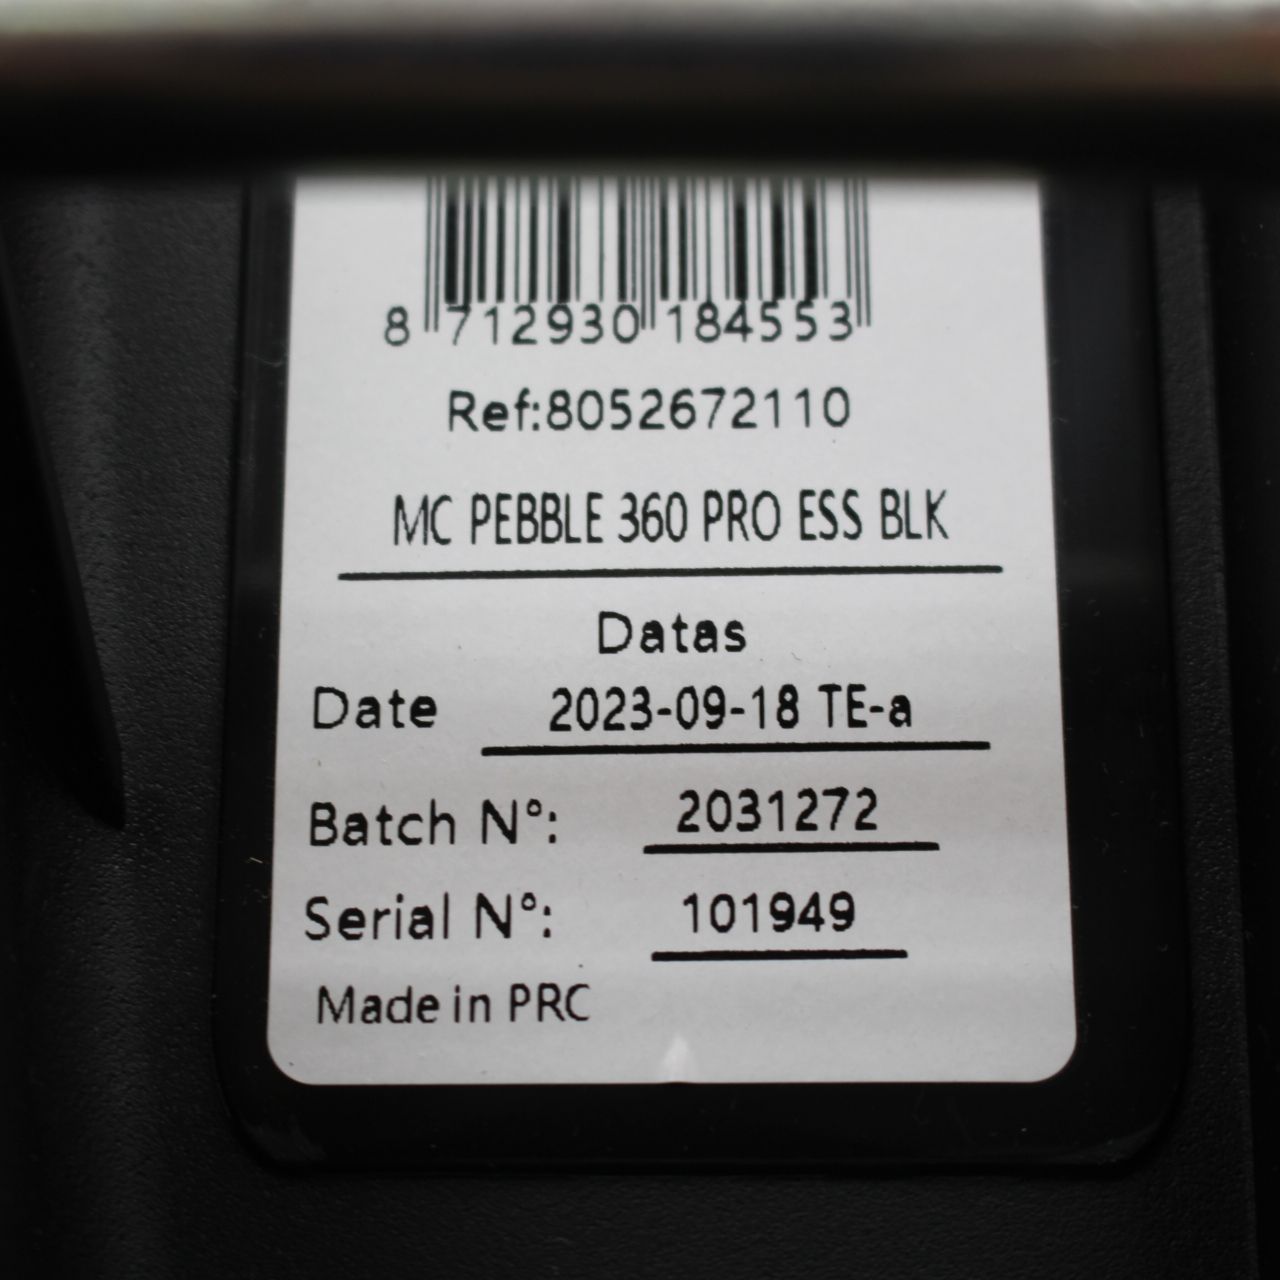 8 712930 184553
Ref:8052672110
MC PEBBLE 360 PRO ESS BLK
Datas
Date 2023-09-18 TE-a
Batch N°: 2031272
Serial N°: 101949
Made in PRC